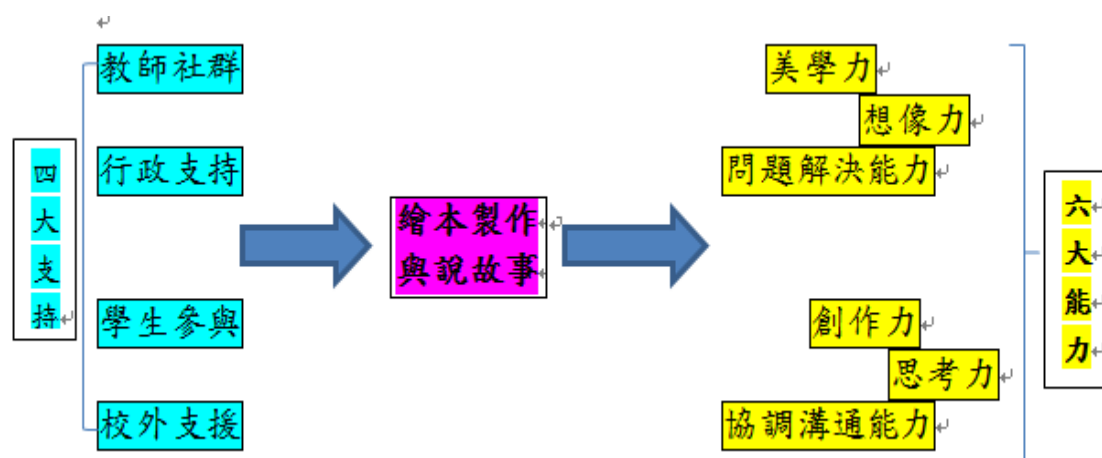 四
大
支
持
教師社群
行政支持
學生參與
校外支援
繪本製作
與說故事
美學力
想像力
問題解決能力
創作力
思考力
協調溝通能力
六
大
能
力